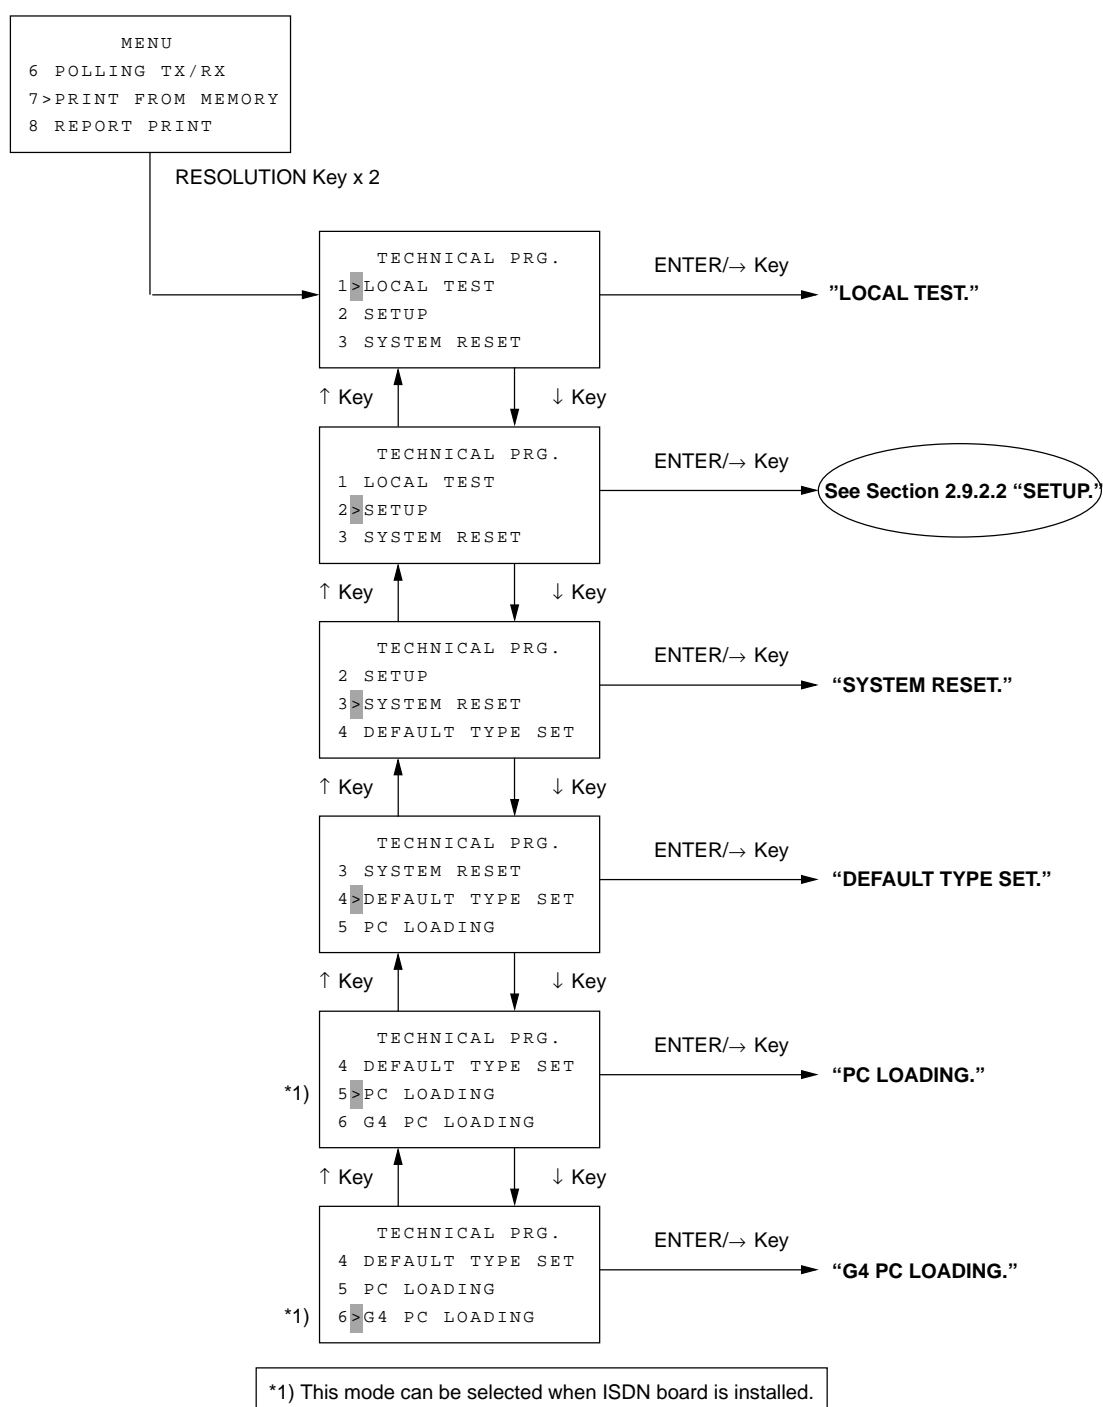 MENU
6 POLLING TX/RX
7>PRINT FROM MEMORY
8 REPORT PRINT
RESOLUTION Key x 2
TECHNICAL PRG.
1>LOCAL TEST
2 SETUP
3 SYSTEM RESET
ENTER/→ Key
”LOCAL TEST.”
↑ Key
↓ Key
TECHNICAL PRG.
1 LOCAL TEST
2>SETUP
3 SYSTEM RESET
ENTER/→ Key
See Section 2.9.2.2 “SETUP.”
↑ Key
↓ Key
TECHNICAL PRG.
2 SETUP
3>SYSTEM RESET
4 DEFAULT TYPE SET
ENTER/→ Key
“SYSTEM RESET.”
↑ Key
↓ Key
TECHNICAL PRG.
3 SYSTEM RESET
4>DEFAULT TYPE SET
5 PC LOADING
ENTER/→ Key
“DEFAULT TYPE SET.”
↑ Key
↓ Key
TECHNICAL PRG.
4 DEFAULT TYPE SET
*1) 5>PC LOADING
6 G4 PC LOADING
ENTER/→ Key
“PC LOADING.”
↑ Key
↓ Key
TECHNICAL PRG.
4 DEFAULT TYPE SET
5 PC LOADING
*1) 6>G4 PC LOADING
ENTER/→ Key
“G4 PC LOADING.”
*1) This mode can be selected when ISDN board is installed.